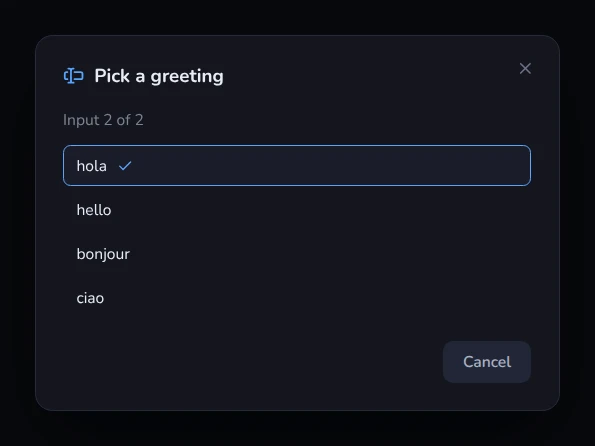 Pick a greeting
Input 2 of 2
hola
hello
bonjour
ciao
Cancel